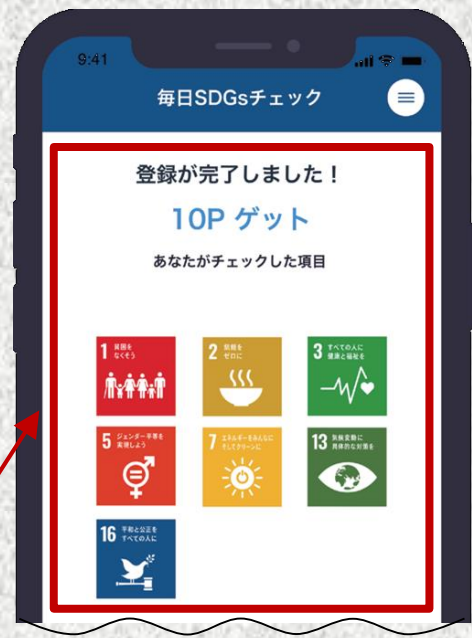 9:41
毎日SDGsチェック
登録が完了しました！
10P ゲット
あなたがチェックした項目
1 貧困を
なくそう
2 飢餓を
ゼロに
3 すべての人に
健康と福祉を
5 ジェンダー平等を
実現しよう
7 エネルギーをみんなに
そしてクリーンに
13 気候変動に
具体的な対策を
16 平和と公正を
すべての人に